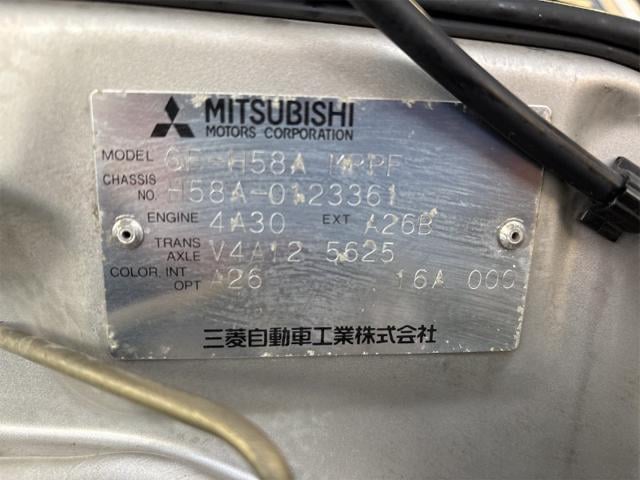 MITSUBISHI
MOTORS CORPORATION
MODEL GF-H58A
CHASSIS NO. H58A-0123361
ENGINE 4A30 EXT A26B
TRANS AXLE V4A12 5625
COLOR, INT OPT A26 16A 000
三菱自動車工業株式会社